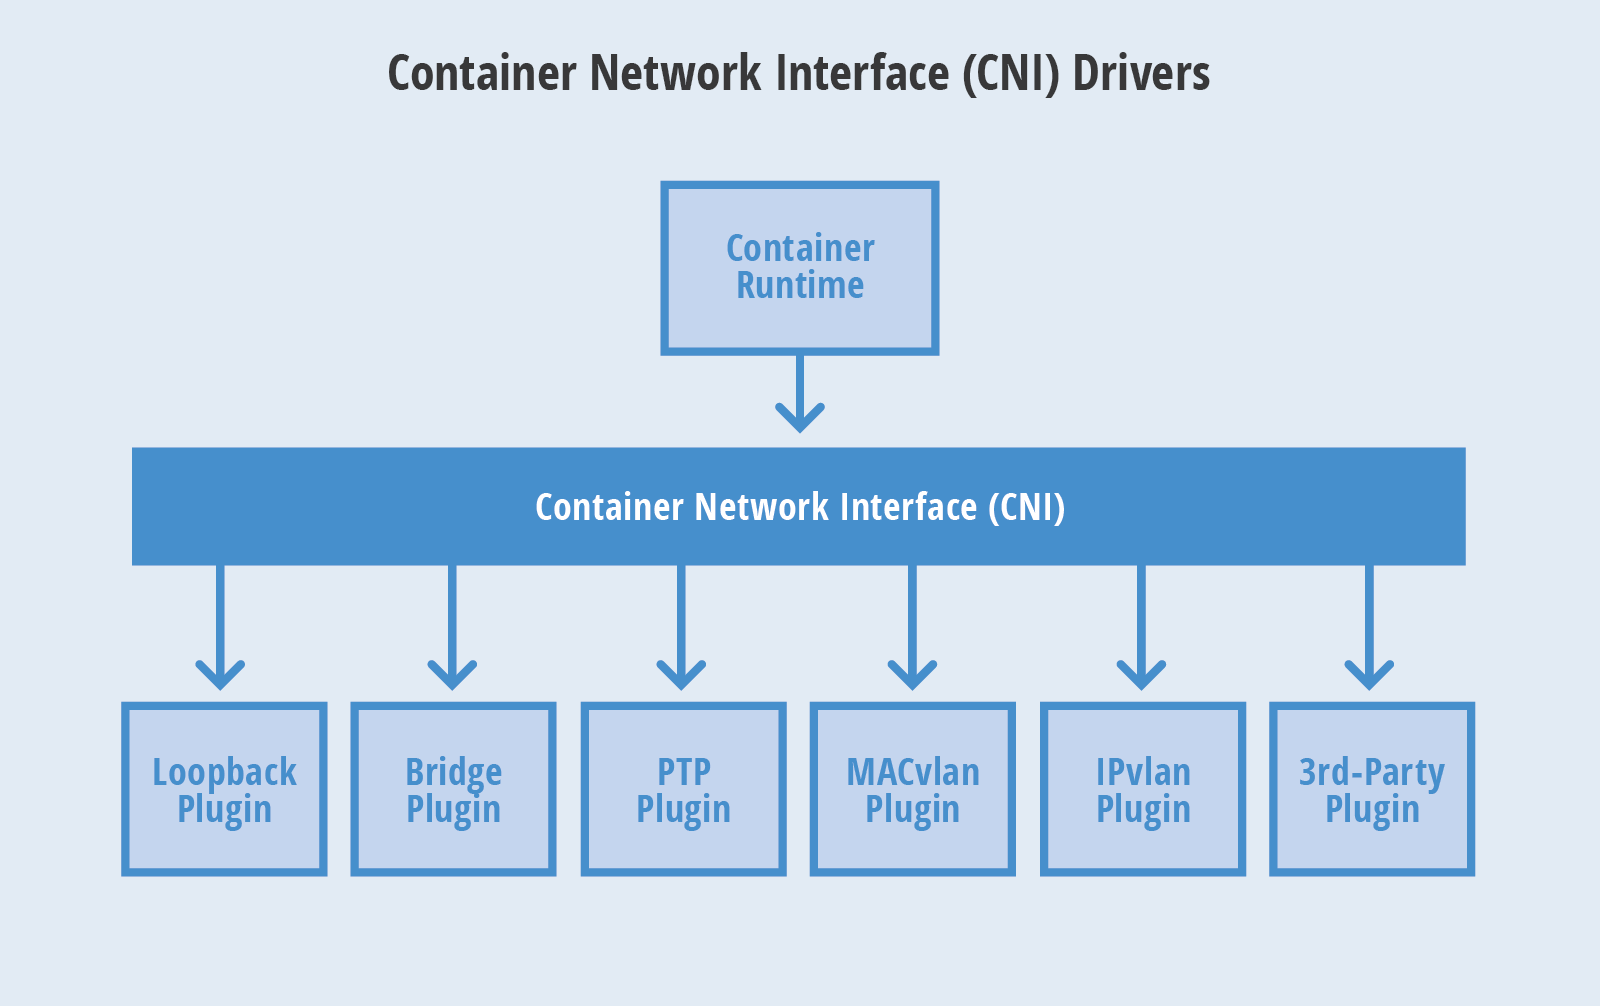 Container Network Interface (CNI) Drivers
Container
Runtime
Container Network Interface (CNI)
Loopback
Plugin
Bridge
Plugin
PTP
Plugin
MACvlan
Plugin
IPvlan
Plugin
3rd-Party
Plugin